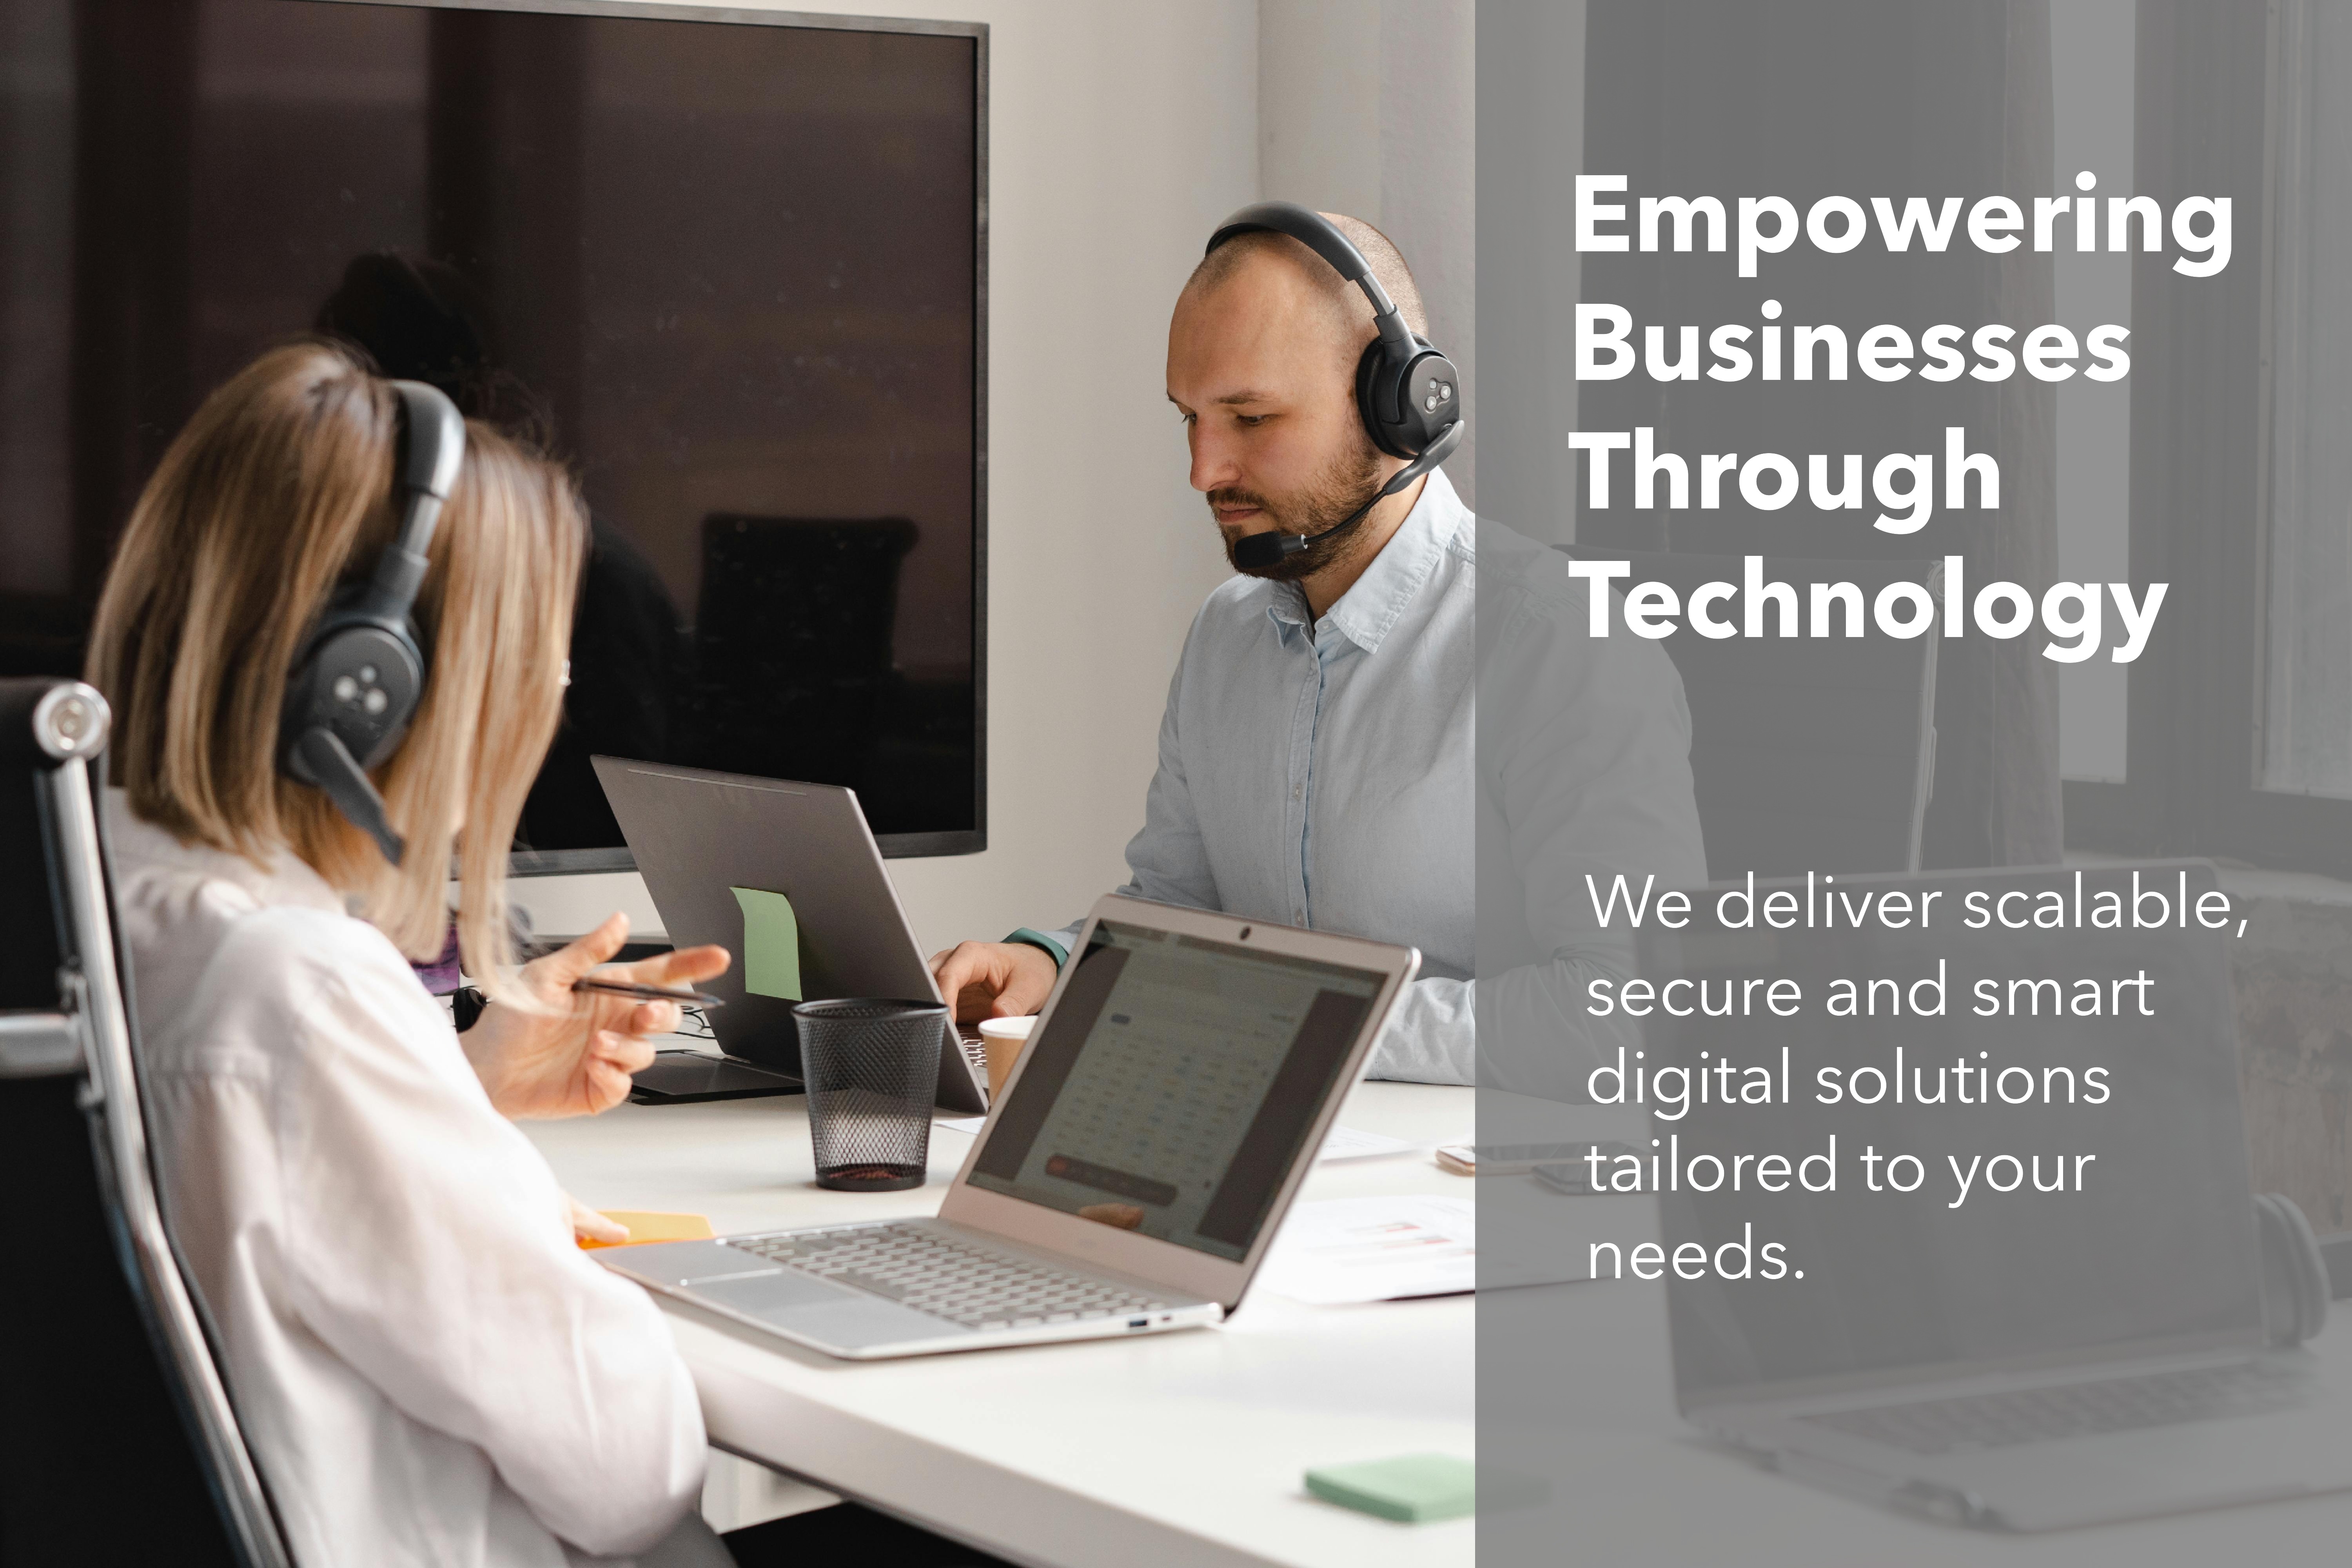 Empowering
Businesses
Through
Technology
We deliver scalable,
secure and smart
digital solutions
tailored to your
needs.